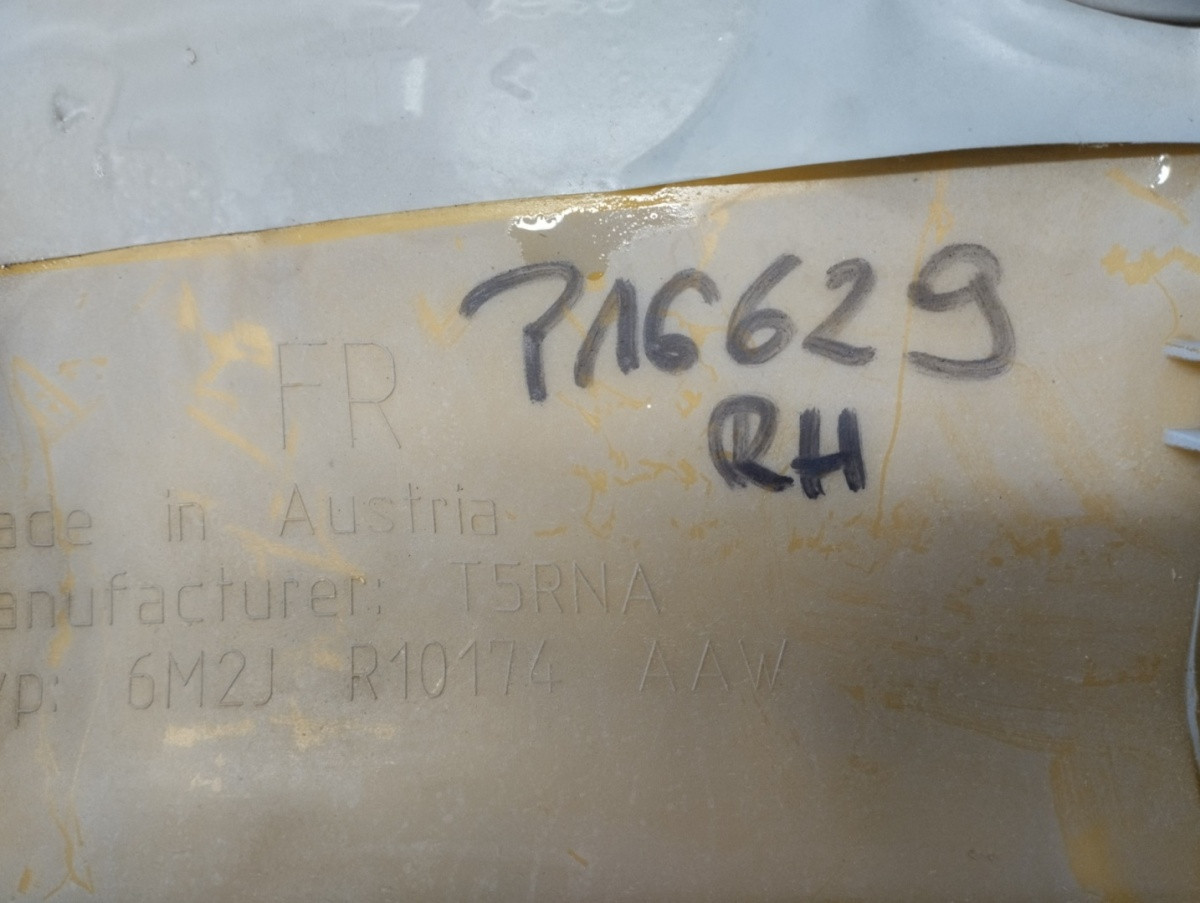 716629
RH
FR
ade in Austria
anufacturer: T5RNA
yp: 6M2J R10174 AAW